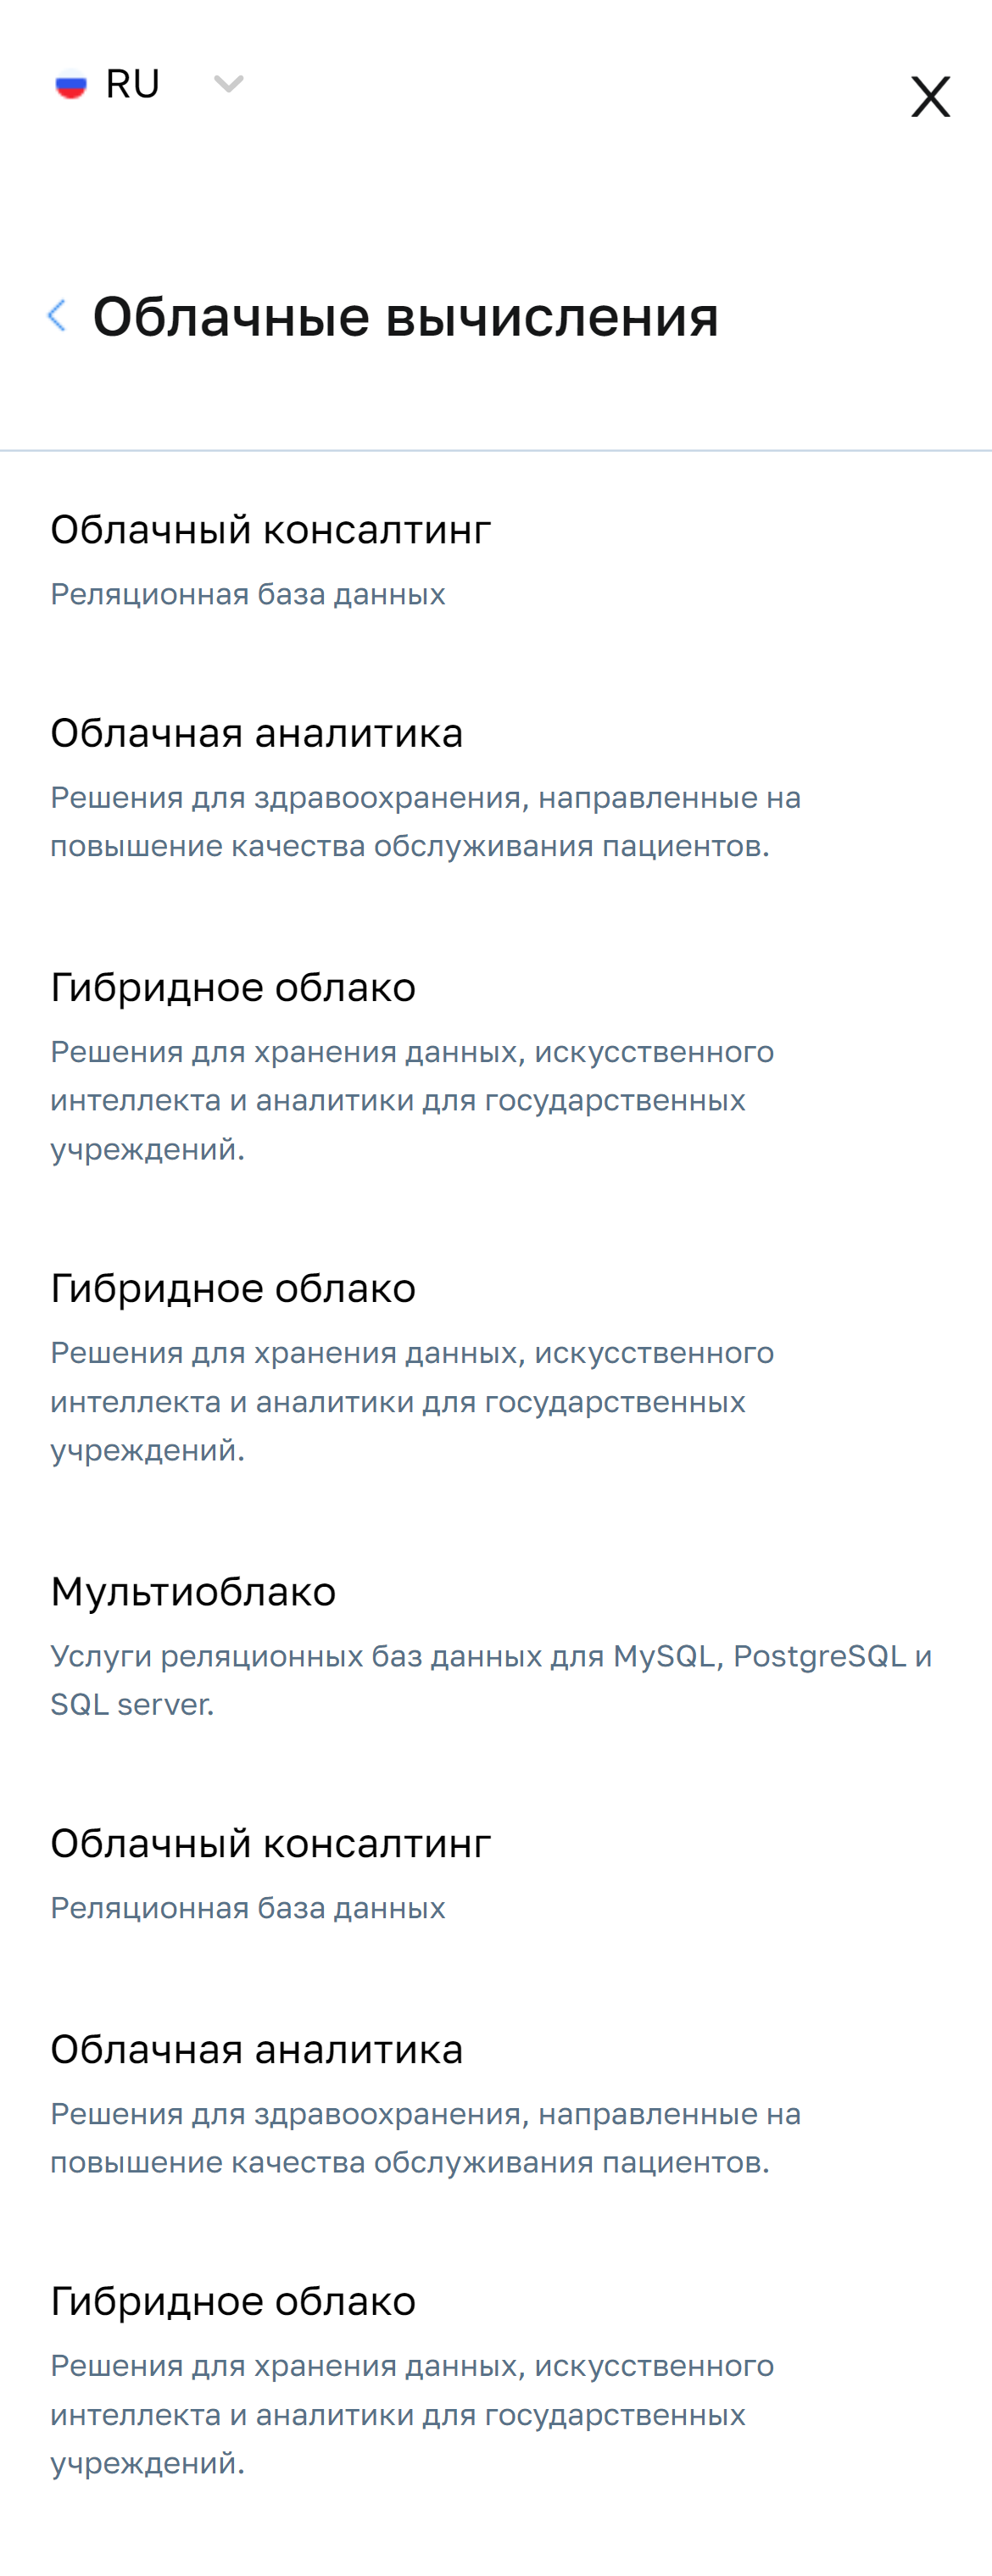 RU
Облачные вычисления
Облачный консалтинг
Реляционная база данных
Облачная аналитика
Решения для здравоохранения, направленные на
повышение качества обслуживания пациентов.
Гибридное облако
Решения для хранения данных, искусственного
интеллекта и аналитики для государственных
учреждений.
Гибридное облако
Решения для хранения данных, искусственного
интеллекта и аналитики для государственных
учреждений.
Мультиоблако
Услуги реляционных баз данных для MySQL, PostgreSQL и
SQL server.
Облачный консалтинг
Реляционная база данных
Облачная аналитика
Решения для здравоохранения, направленные на
повышение качества обслуживания пациентов.
Гибридное облако
Решения для хранения данных, искусственного
интеллекта и аналитики для государственных
учреждений.